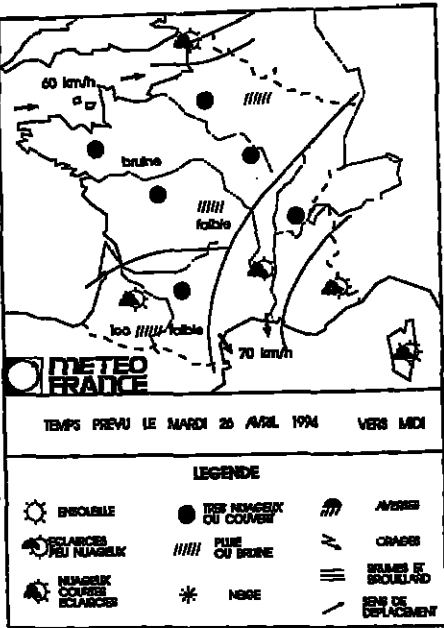 60 km/h
bruine
faible
loc faible
70 km/h
METEO
FRANCE
TEMPS PREVU LE MARDI 26 AVRIL 1994 VERS MIDI
LEGENDE
ENSOLEILLE
TRES NUAGEUX
OU COUVERT
AVERSES
ECLAIRCIES
PEU NUAGEUX
PLUIE
OU BRUINE
ORAGES
NUAGEUX
COURTES
ECLAIRCIES
NEIGE
BRUMES ET
BROUILLARD
SENS DE
DEPLACEMENT